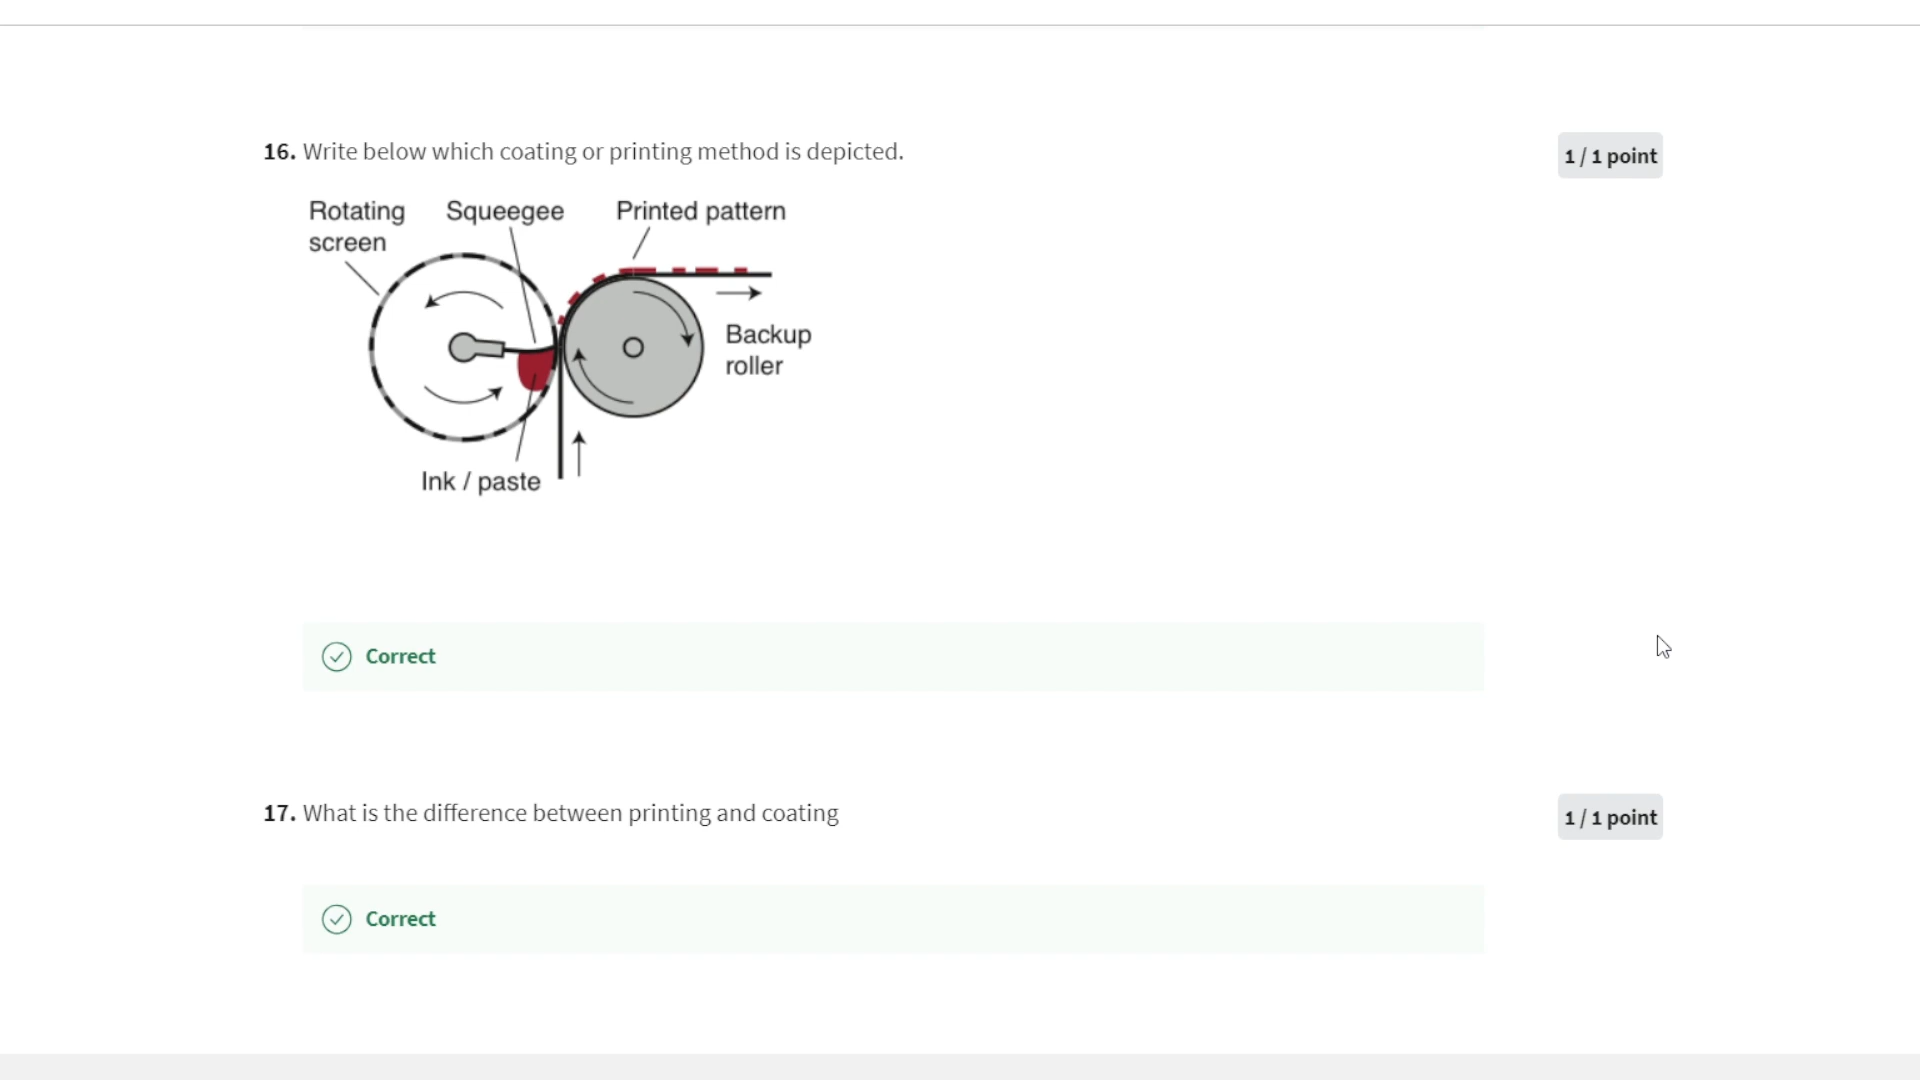 16. Write below which coating or printing method is depicted.
1 / 1 point
Rotating screen
Squeegee
Printed pattern
Backup roller
Ink / paste
Correct
17. What is the difference between printing and coating
1 / 1 point
Correct